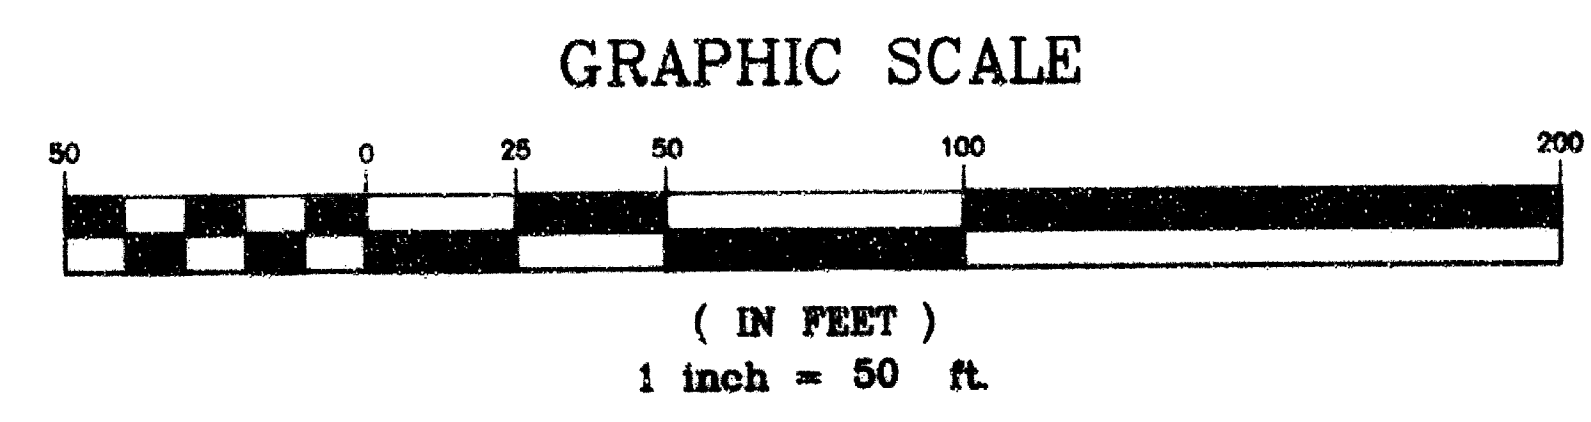 GRAPHIC SCALE
50 0 25 50 100 200
( IN FEET )
1 inch = 50 ft.